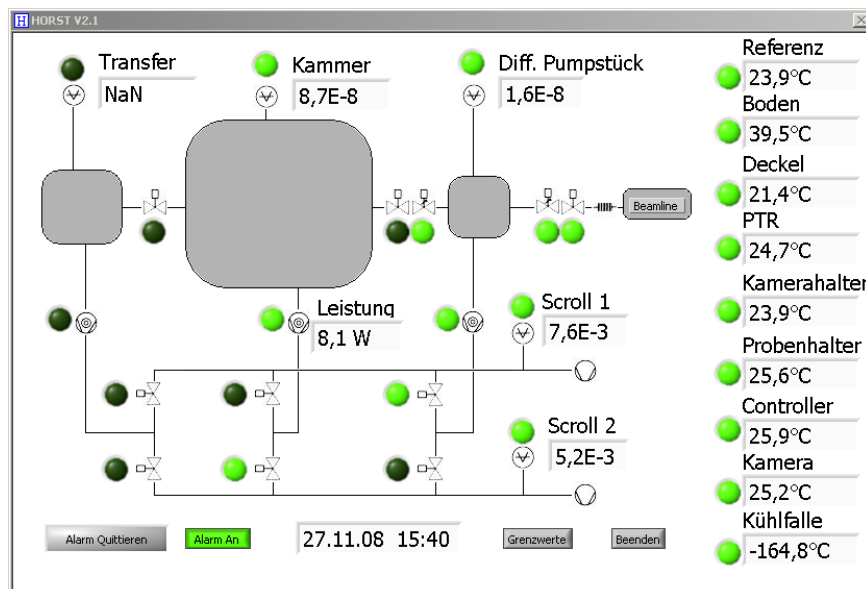 HORST V2.1
Transfer
NaN
Kammer
8,7E-8
Diff. Pumpstück
1,6E-8
Beamline
Leistung
8,1 W
Scroll 1
7,6E-3
Scroll 2
5,2E-3
Referenz
23,9°C
Boden
39,5°C
Deckel
21,4°C
PTR
24,7°C
Kamerahalter
23,9°C
Probenhalter
25,6°C
Controller
25,9°C
Kamera
25,2°C
Kühlfalle
-164,8°C
Alarm Quittieren
Alarm An
27.11.08 15:40
Grenzwerte
Beenden